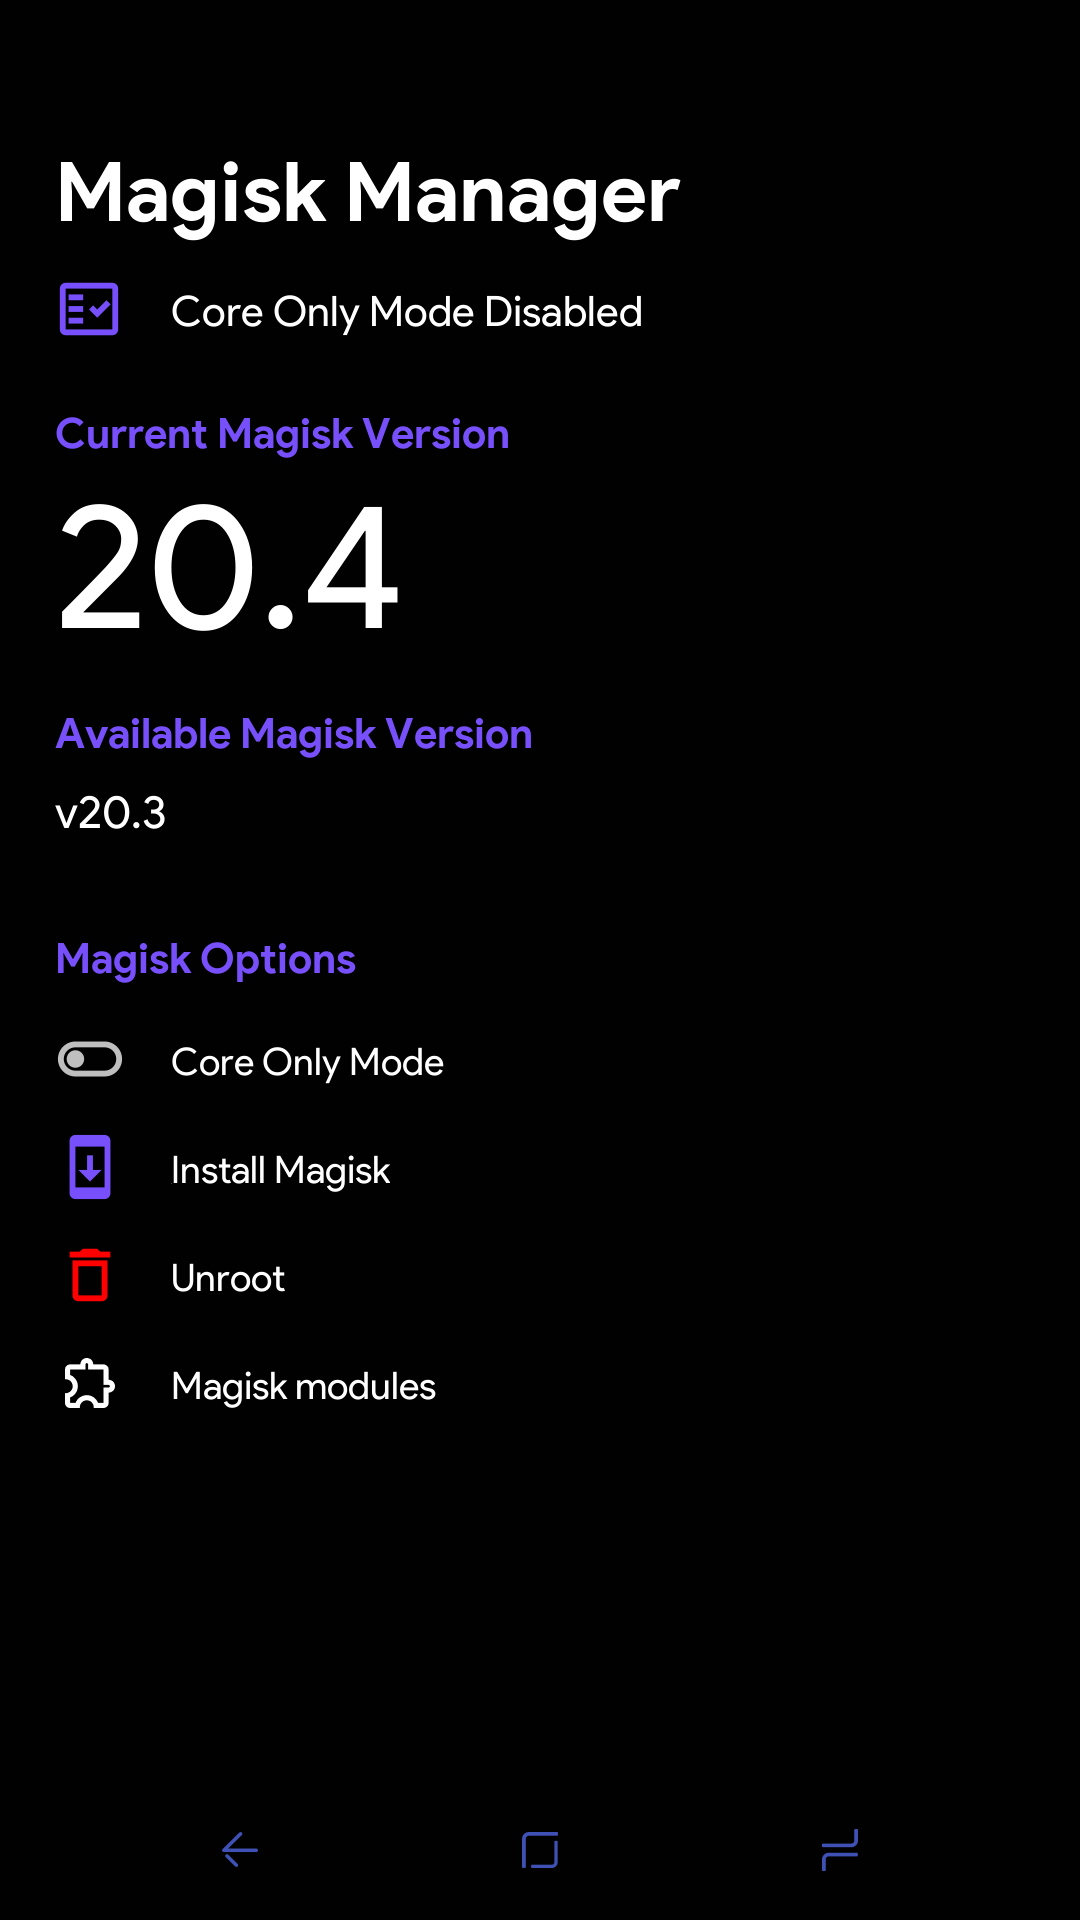 Magisk Manager
Core Only Mode Disabled
Current Magisk Version
20.4
Available Magisk Version
v20.3
Magisk Options
Core Only Mode
Install Magisk
Unroot
Magisk modules